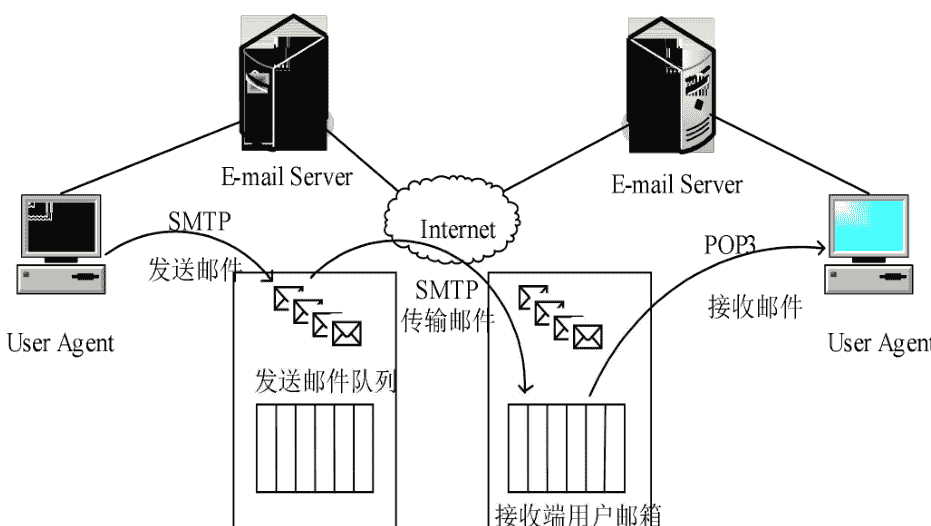 E-mail Server
E-mail Server
SMTP
发送邮件
Internet
SMTP
传输邮件
POP3
接收邮件
User Agent
User Agent
发送邮件队列
接收端用户邮箱